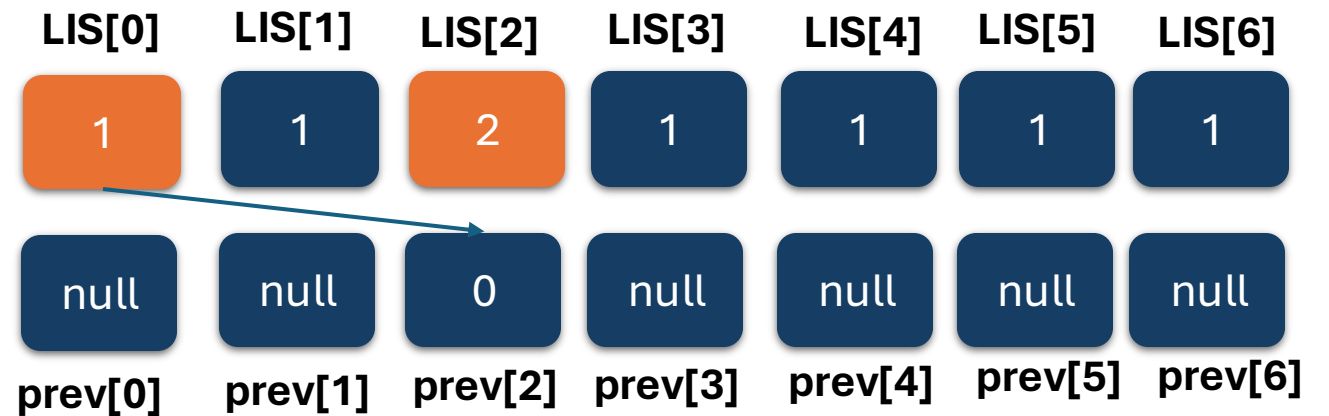 LIS[0] LIS[1] LIS[2] LIS[3] LIS[4] LIS[5] LIS[6]
1 1 2 1 1 1 1
null null 0 null null null null
prev[0] prev[1] prev[2] prev[3] prev[4] prev[5] prev[6]